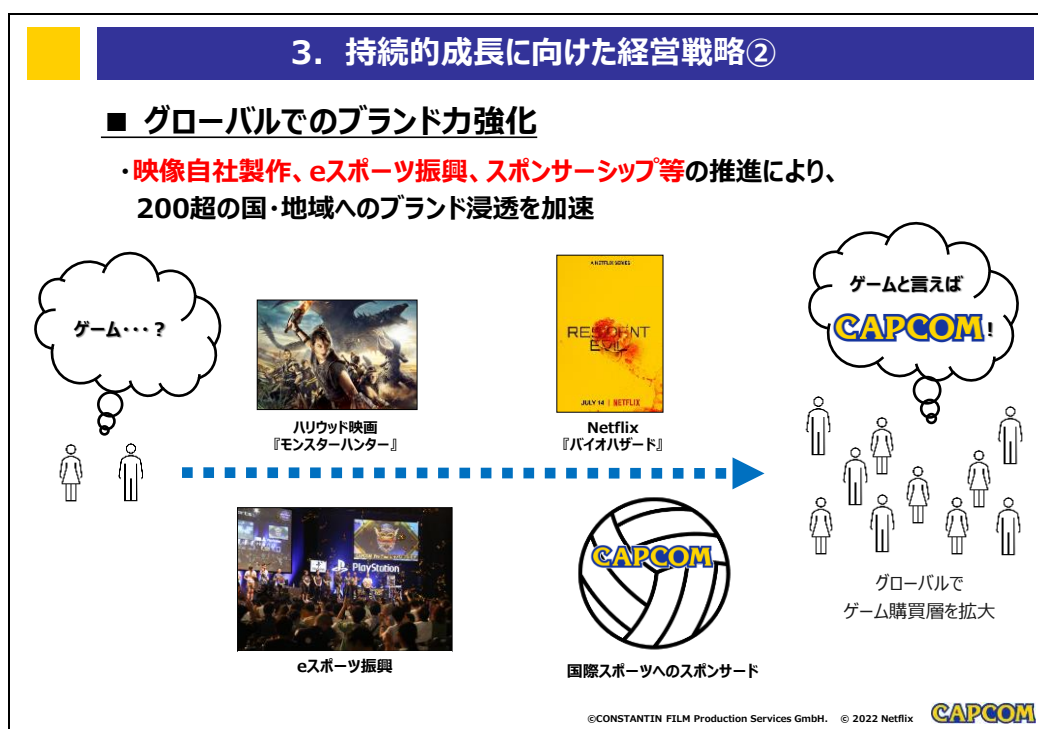 3. 持続的成長に向けた経営戦略②
■ グローバルでのブランド力強化
・映像自社製作、eスポーツ振興、スポンサーシップ等の推進により、
200超の国・地域へのブランド浸透を加速
ゲーム・・・?
A NETFLIX SERIES
RESIDENT
EVIL
JULY 14 | NETFLIX
ゲームと言えば
CAPCOM!
ハリウッド映画
『モンスターハンター』
Netflix
『バイオハザード』
PlayStation
CAPCOM
グローバルで
ゲーム購買層を拡大
eスポーツ振興
国際スポーツへのスポンサード
©CONSTANTIN FILM Production Services GmbH. © 2022 Netflix
CAPCOM